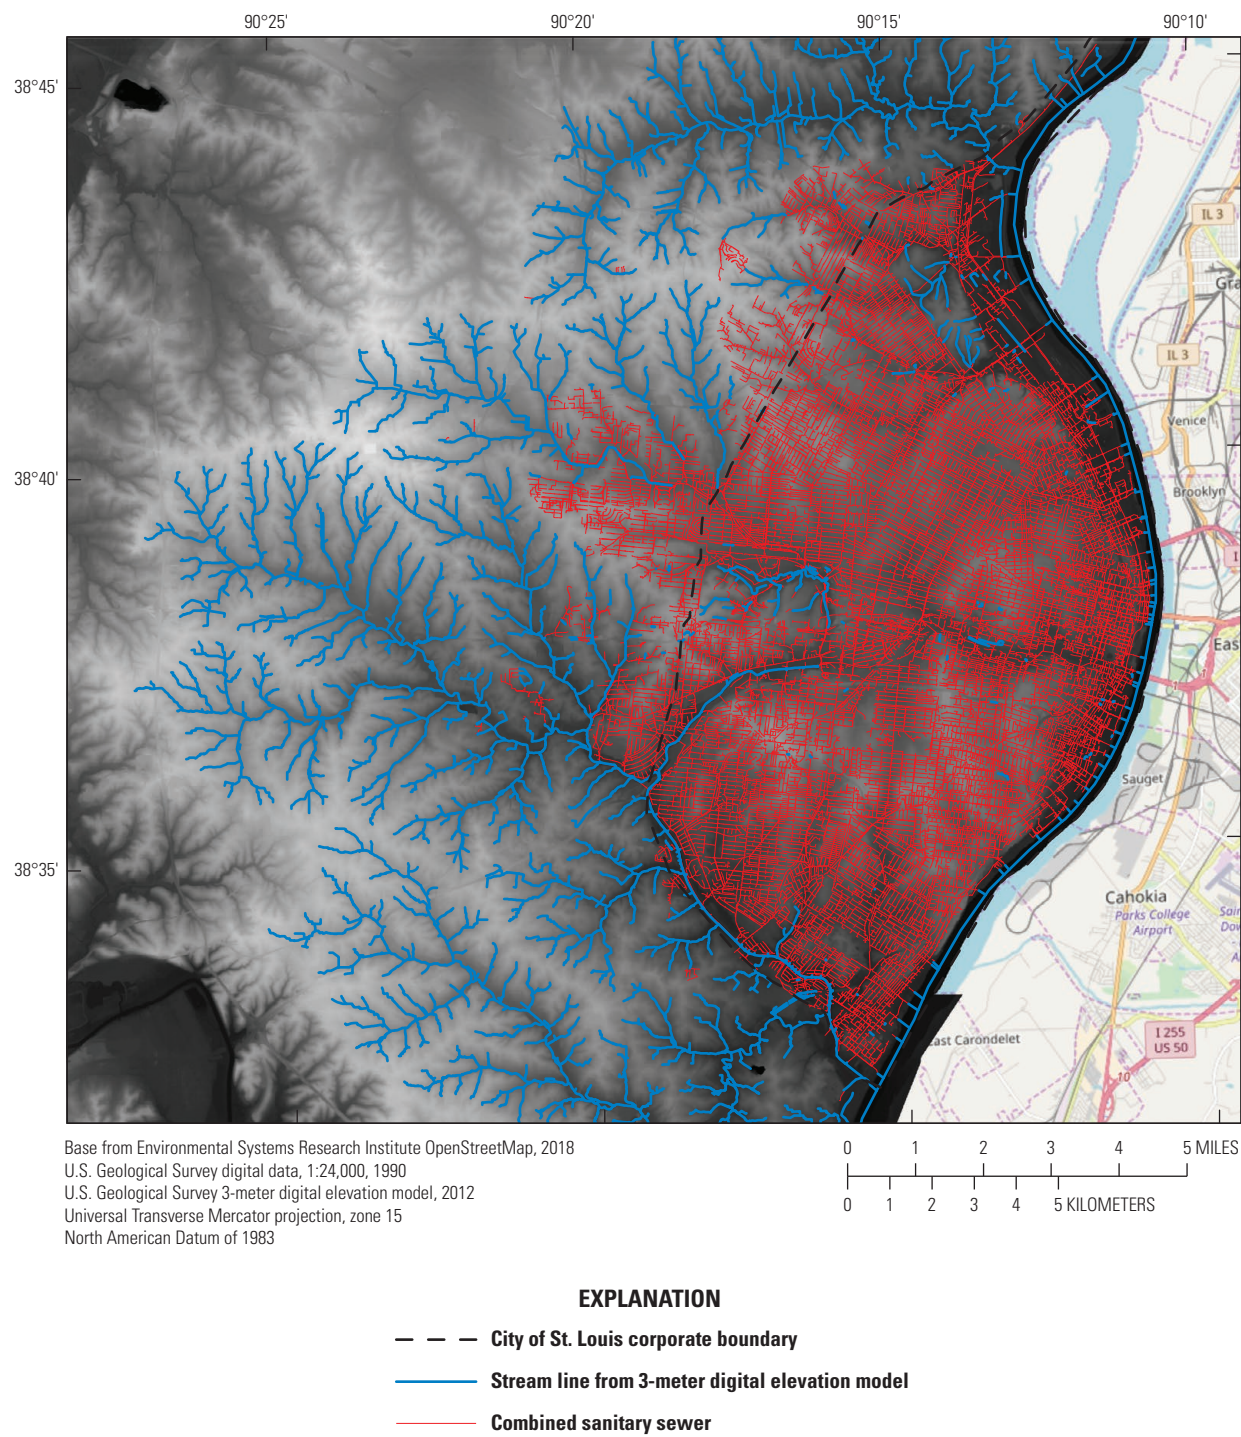 90°25' 90°20' 90°15' 90°10'
38°45'
IL 3
IL 3
Venice
38°40'
Brooklyn
Sauget
38°35'
Cahokia
Parks College
Airport
I 255
US 50
10
Base from Environmental Systems Research Institute OpenStreetMap, 2018
U.S. Geological Survey digital data, 1:24,000, 1990
U.S. Geological Survey 3-meter digital elevation model, 2012
Universal Transverse Mercator projection, zone 15
North American Datum of 1983
0 1 2 3 4 5 MILES
0 1 2 3 4 5 KILOMETERS
EXPLANATION
City of St. Louis corporate boundary
Stream line from 3-meter digital elevation model
Combined sanitary sewer